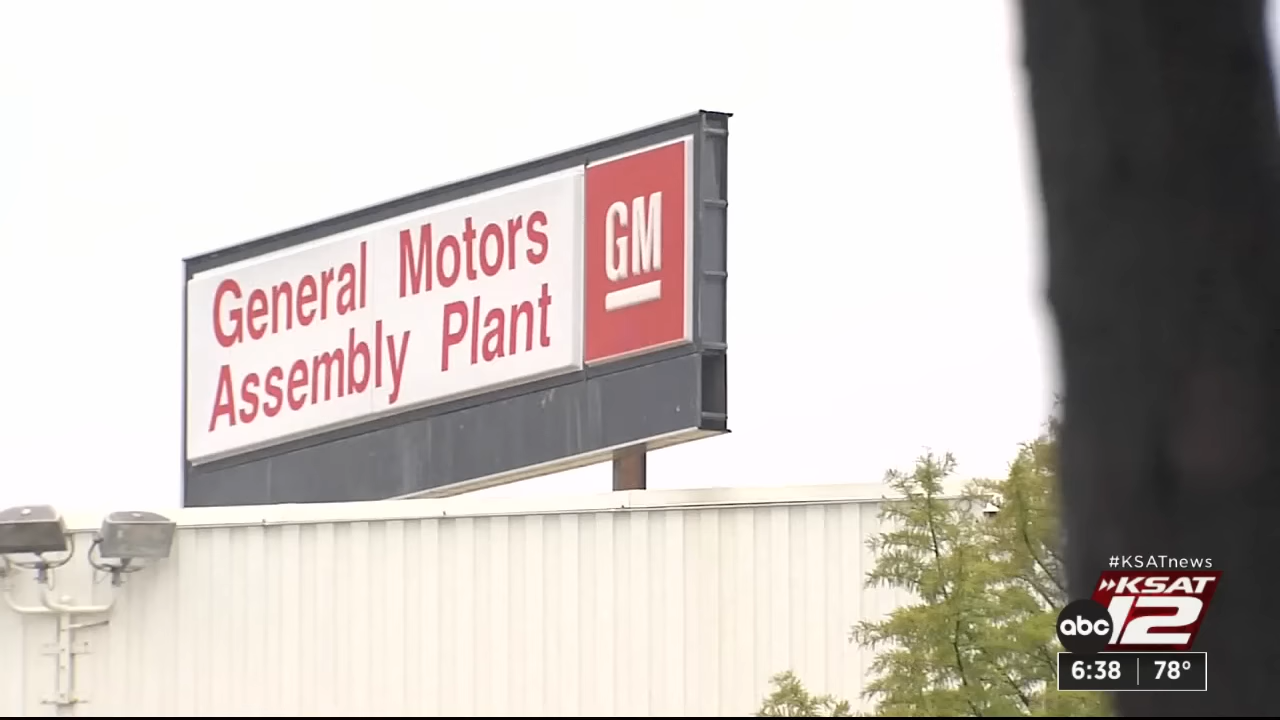 General Motors
Assembly Plant
GM
#KSATnews
KSAT
abc 12
6:38 78°